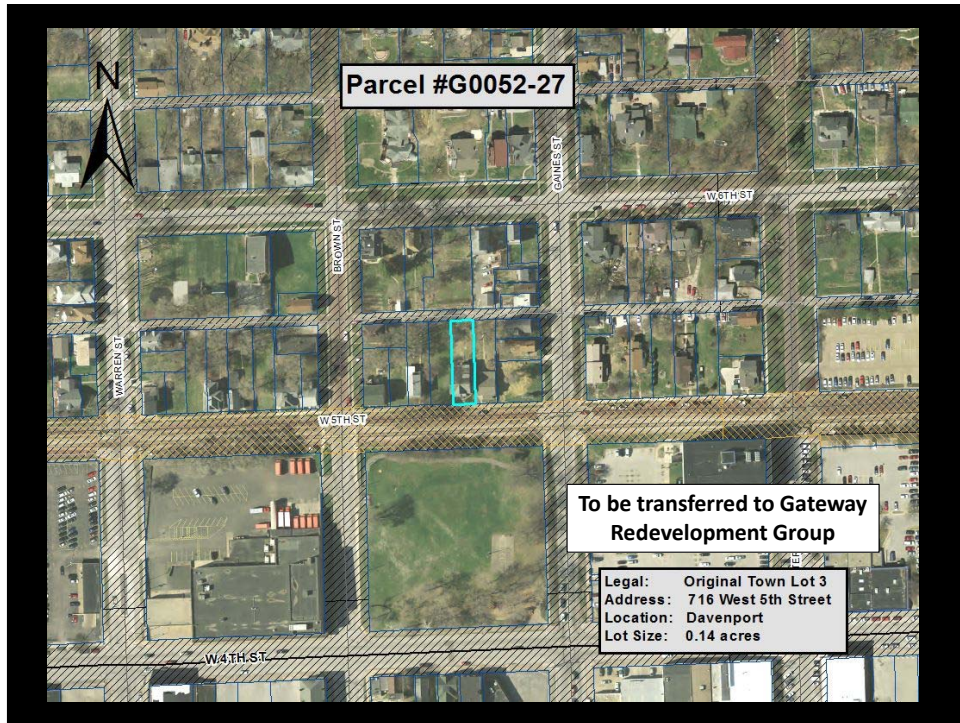 N
Parcel #G0052-27
GAINES ST
W 6TH ST
BROWN ST
WARREN ST
W 5TH ST
To be transferred to Gateway
Redevelopment Group
Legal: Original Town Lot 3
Address: 716 West 5th Street
Location: Davenport
Lot Size: 0.14 acres
W 4TH ST